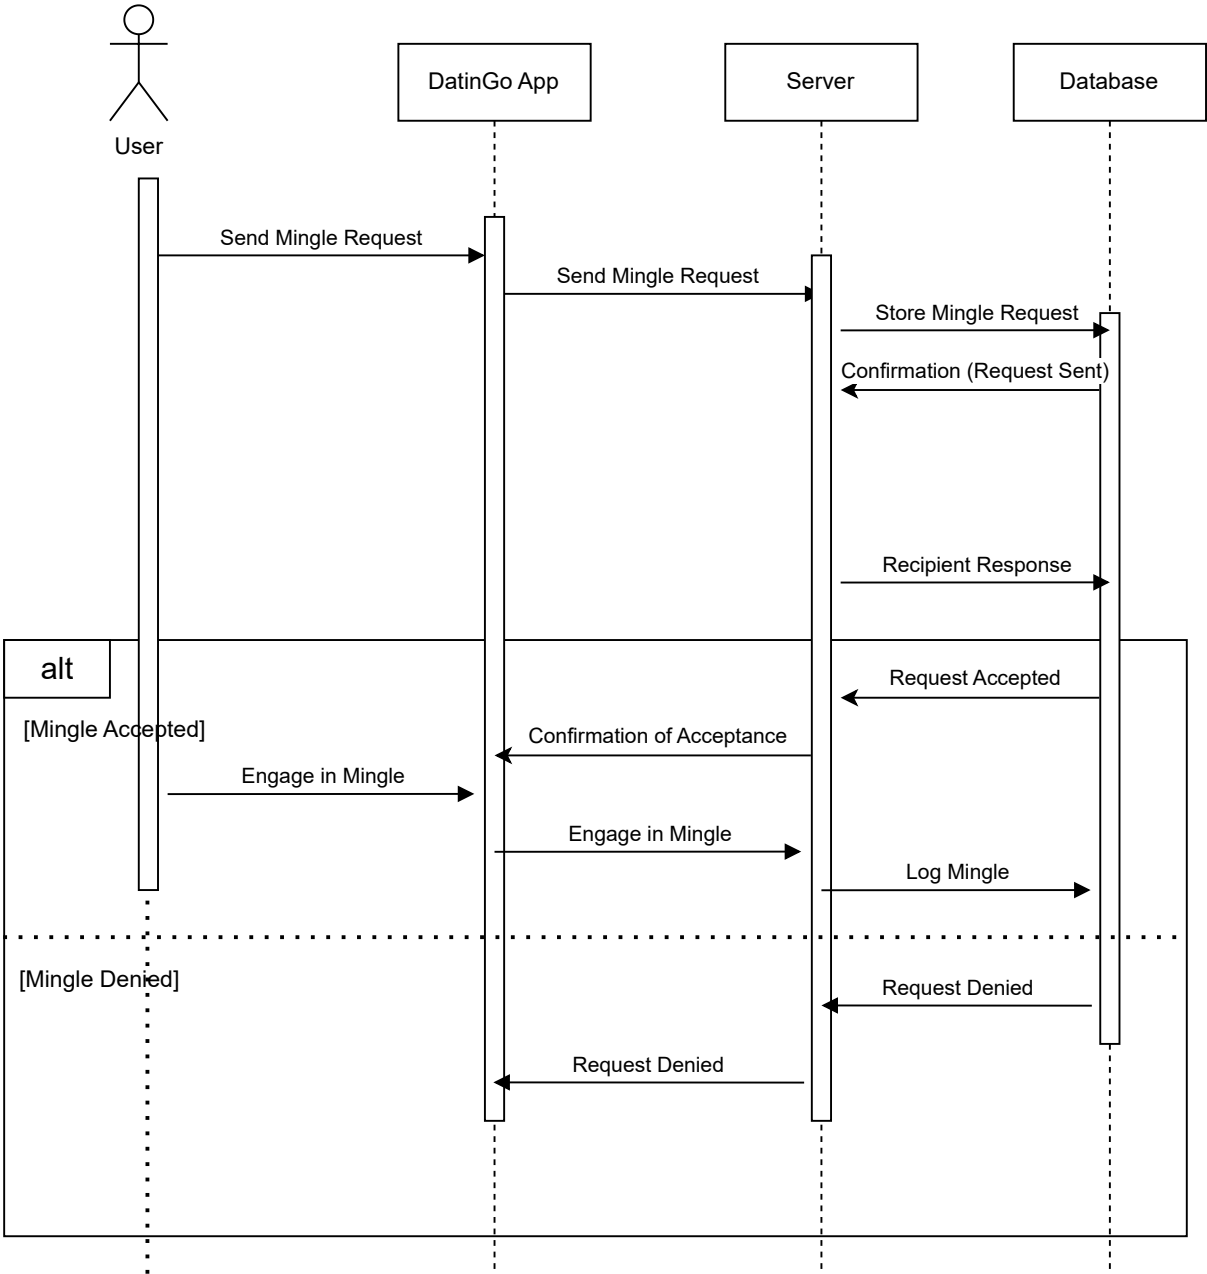 User
DatinGo App
Server
Database
Send Mingle Request
Send Mingle Request
Store Mingle Request
Confirmation (Request Sent)
Recipient Response
alt
Request Accepted
[Mingle Accepted]
Confirmation of Acceptance
Engage in Mingle
Engage in Mingle
Log Mingle
[Mingle Denied]
Request Denied
Request Denied